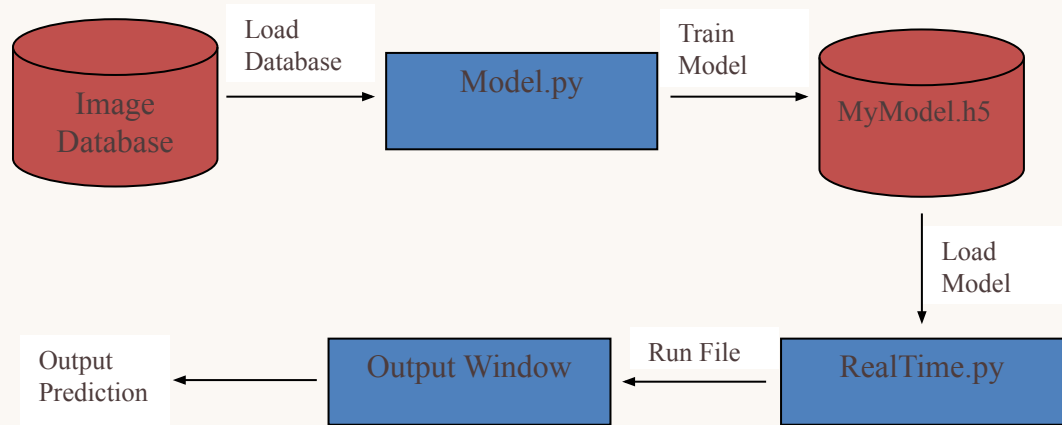 Load
Database
Train
Model
Image
Database
Model.py
MyModel.h5
Load
Model
Output
Prediction
Output Window
Run File
RealTime.py